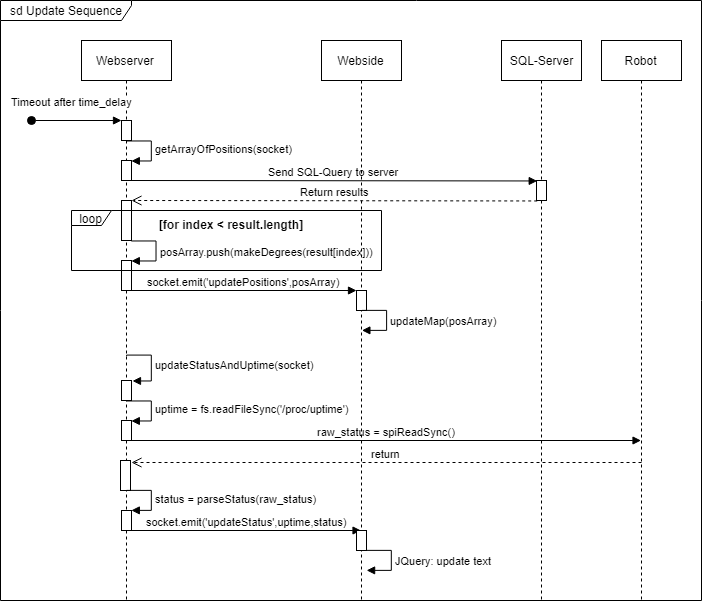 sd Update Sequence
Webserver
Webside
SQL-Server
Robot
Timeout after time_delay
getArrayOfPositions(socket)
Send SQL-Query to server
Return results
loop
[for index < result.length]
posArray.push(makeDegrees(result[index]))
socket.emit('updatePositions',posArray)
updateMap(posArray)
updateStatusAndUptime(socket)
uptime = fs.readFileSync('/proc/uptime')
raw_status = spiReadSync()
return
status = parseStatus(raw_status)
socket.emit('updateStatus',uptime,status)
JQuery: update text